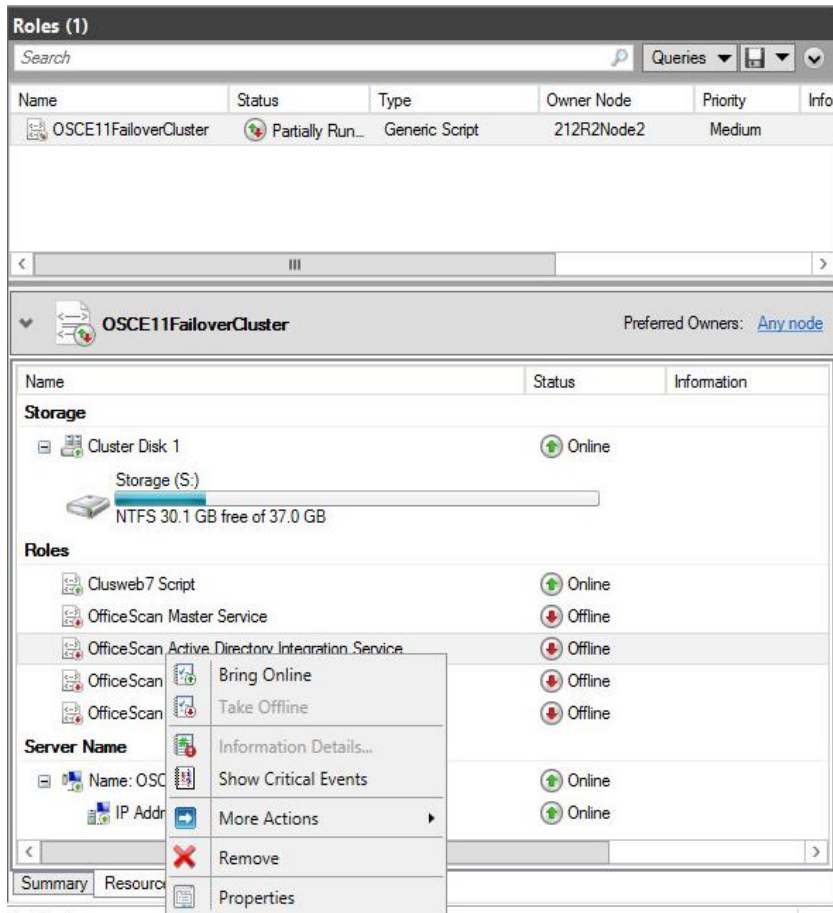 Roles (1)
Search
Queries
Name Status Type Owner Node Priority Info
OSCE11FailoverCluster Partially Run... Generic Script 212R2Node2 Medium
OSCE11FailoverCluster Preferred Owners: Any node
Name Status Information
Storage
Cluster Disk 1 Online
Storage (S:)
NTFS 30.1 GB free of 37.0 GB
Roles
Clusweb7 Script Online
OfficeScan Master Service Offline
OfficeScan Active Directory Integration Service Offline
OfficeScan Offline
OfficeScan Offline
Server Name
Name: OSC Online
IP Addr Online
Bring Online
Take Offline
Information Details...
Show Critical Events
More Actions
Remove
Properties
Summary Resource